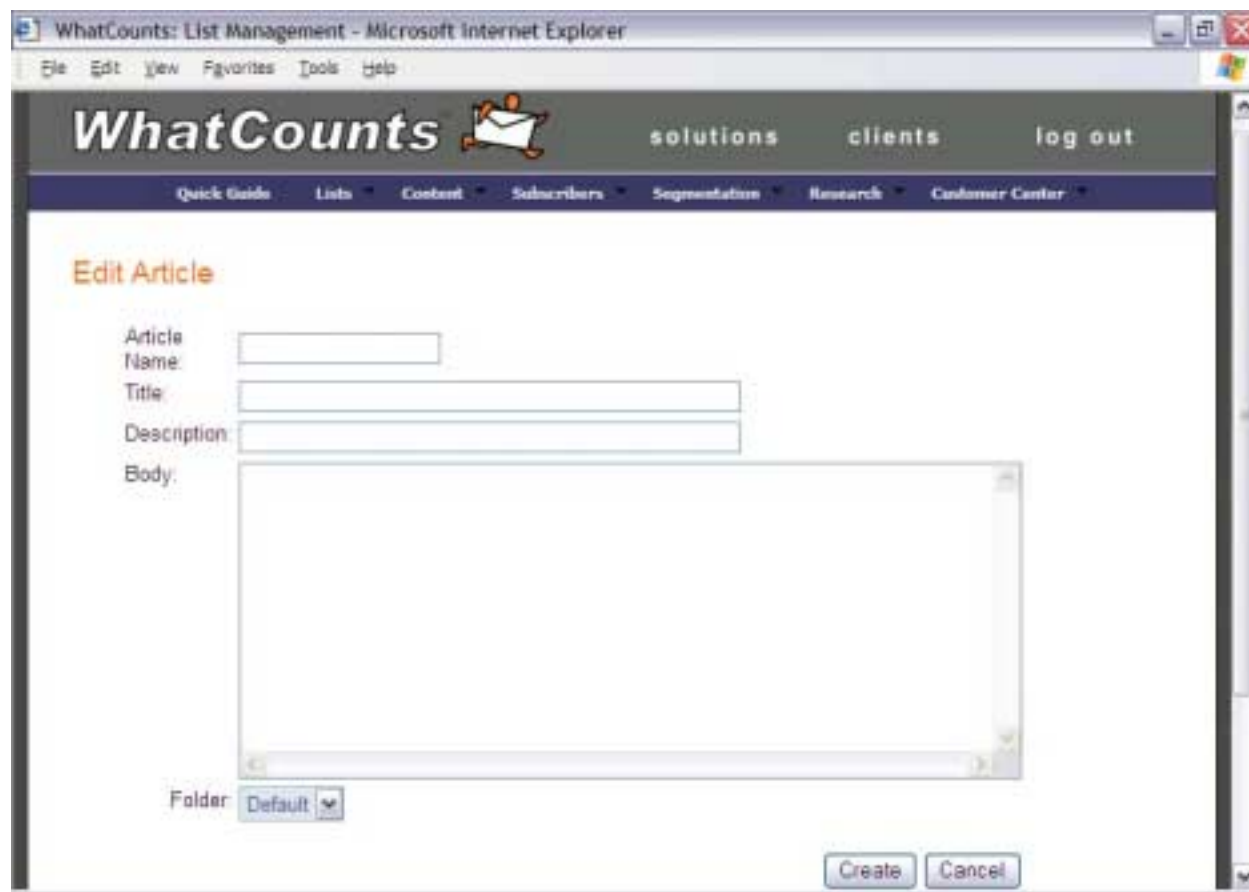 WhatCounts: List Management - Microsoft Internet Explorer
File Edit View Favorites Tools Help
WhatCounts solutions clients log out
Quick Guide Lists Content Subscribers Segmentation Research Customer Center
Edit Article
Article
Name:
Title:
Description:
Body:
Folder: Default
Create Cancel